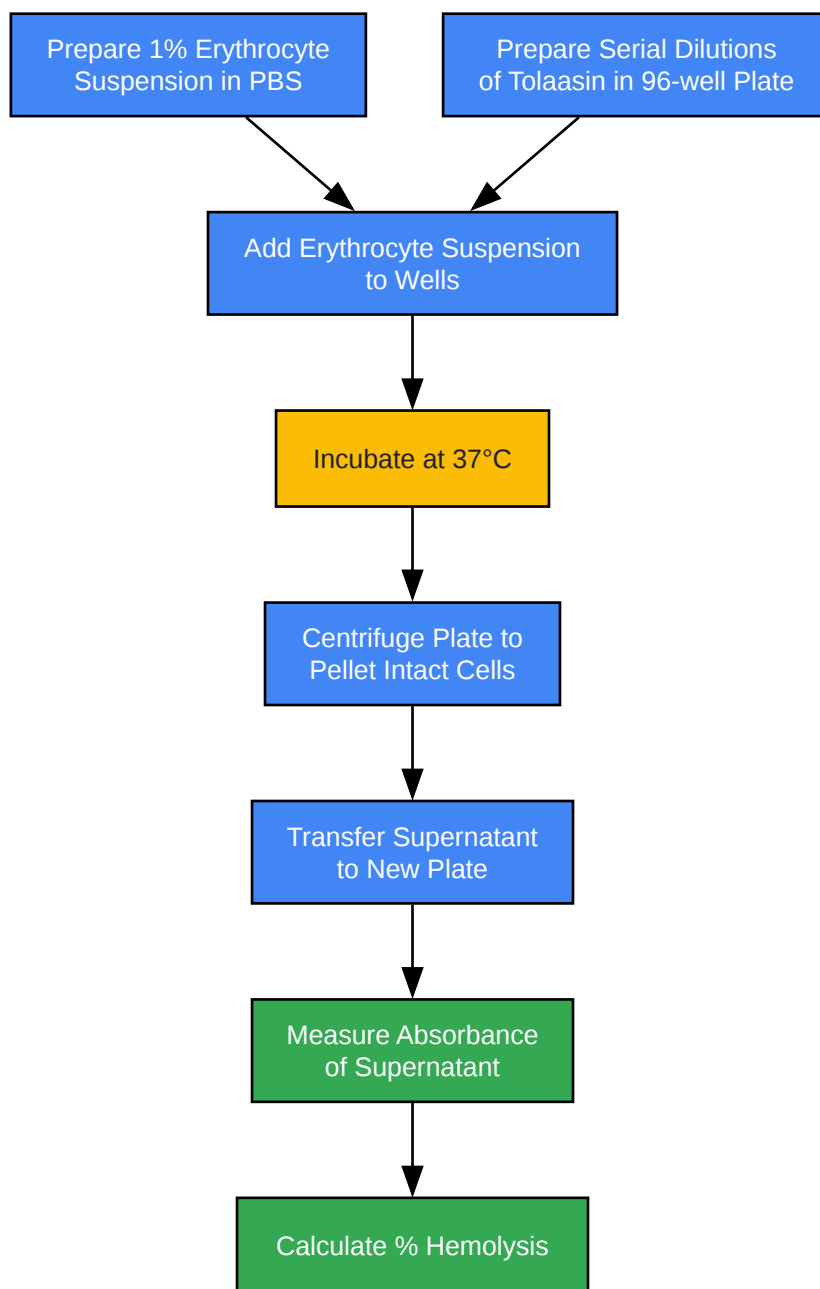 Prepare 1% Erythrocyte
Suspension in PBS
Prepare Serial Dilutions
of Tolaasin in 96-well Plate
Add Erythrocyte Suspension
to Wells
Incubate at 37°C
Centrifuge Plate to
Pellet Intact Cells
Transfer Supernatant
to New Plate
Measure Absorbance
of Supernatant
Calculate % Hemolysis